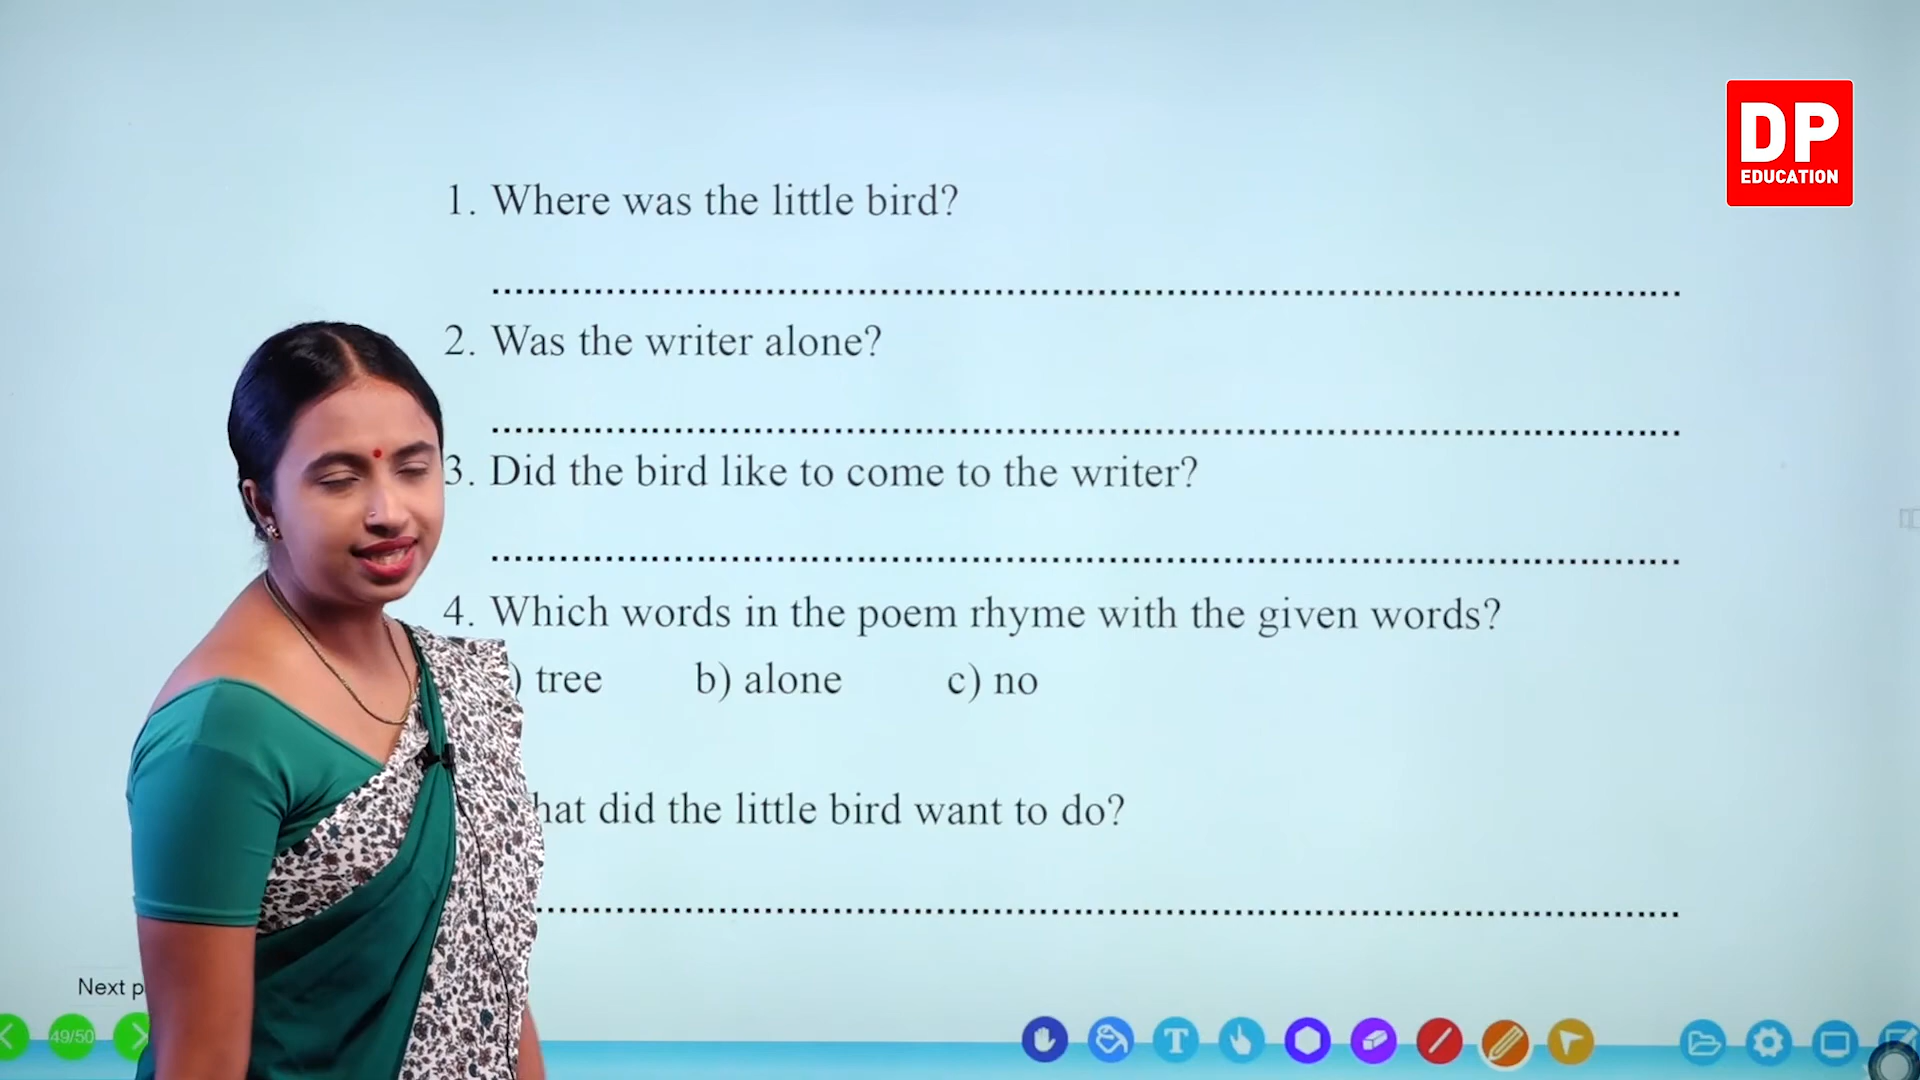 DP
EDUCATION
1. Where was the little bird?
2. Was the writer alone?
3. Did the bird like to come to the writer?
4. Which words in the poem rhyme with the given words?
) tree b) alone c) no
hat did the little bird want to do?
Next p
49/50
T